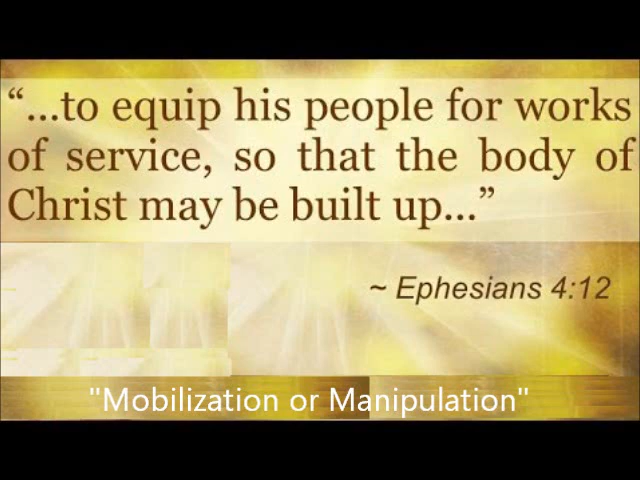 “...to equip his people for works
of service, so that the body of
Christ may be built up...”
~ Ephesians 4:12
"Mobilization or Manipulation"